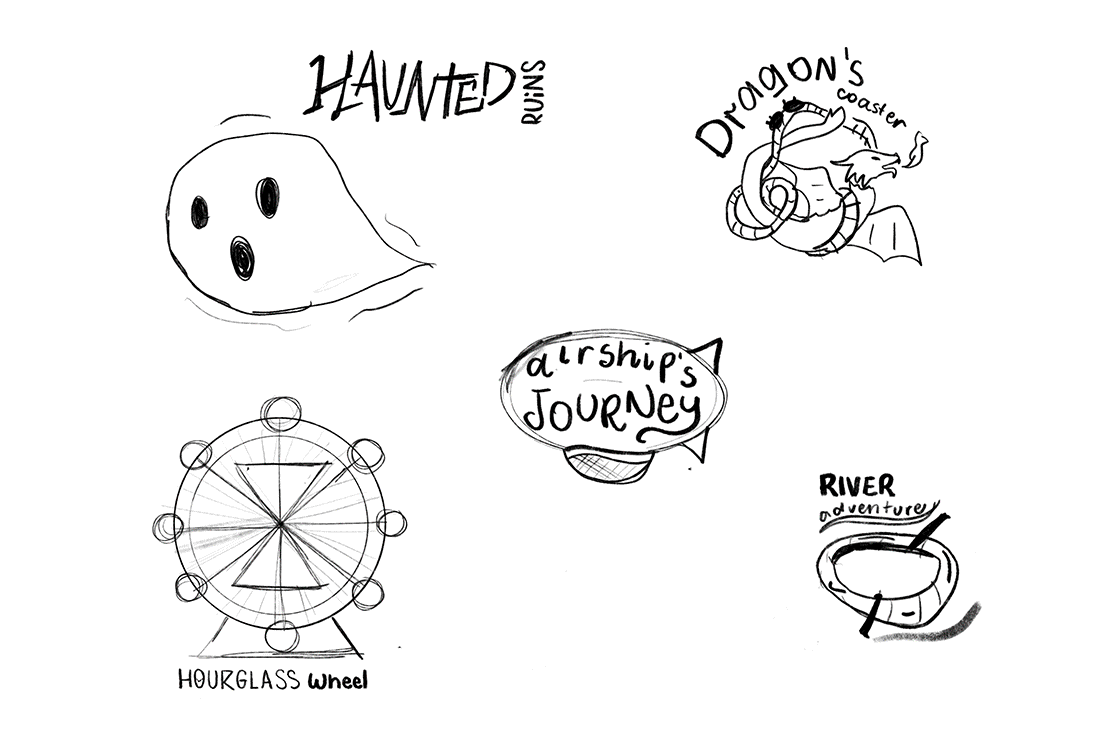 HAUNTED
RUiNS
DragoN's
coaster
airship's
JOURNey
RIVER
adventure
HOURGLASS wheel